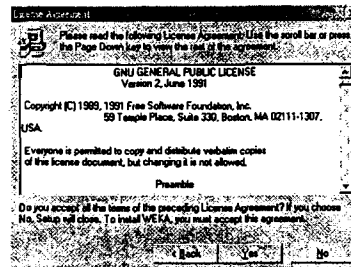 License Agreement
Please read the following License Agreement. Use the scroll bar or press
the Page Down key to view the rest of the agreement.
GNU GENERAL PUBLIC LICENSE
Version 2, June 1991
Copyright (C) 1989, 1991 Free Software Foundation, Inc.
59 Temple Place, Suite 330, Boston, MA 02111-1307,
USA.
Everyone is permitted to copy and distribute verbatim copies
of this license document, but changing it is not allowed.
Preamble
Do you accept all the terms of the preceding License Agreement? If you choose
No, Setup will close. To install WEKA, you must accept this agreement.
< Back
Yes
No